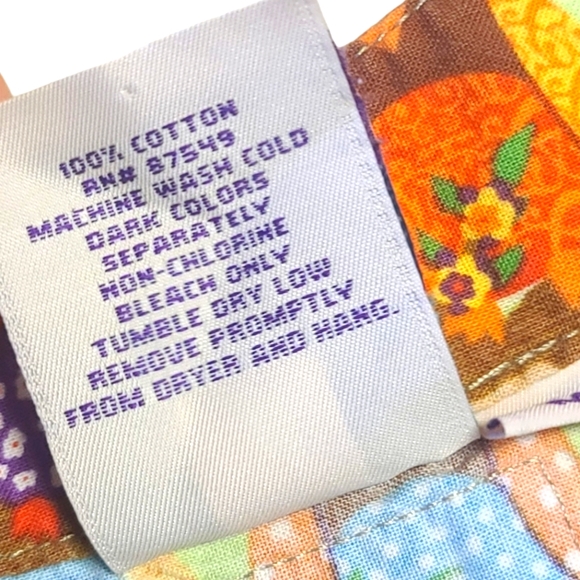 100% COTTON
RN# 87549
MACHINE WASH COLD
DARK COLORS
SEPARATELY
NON-CHLORINE
BLEACH ONLY
TUMBLE DRY LOW
REMOVE PROMPTLY
FROM DRYER AND HANG.